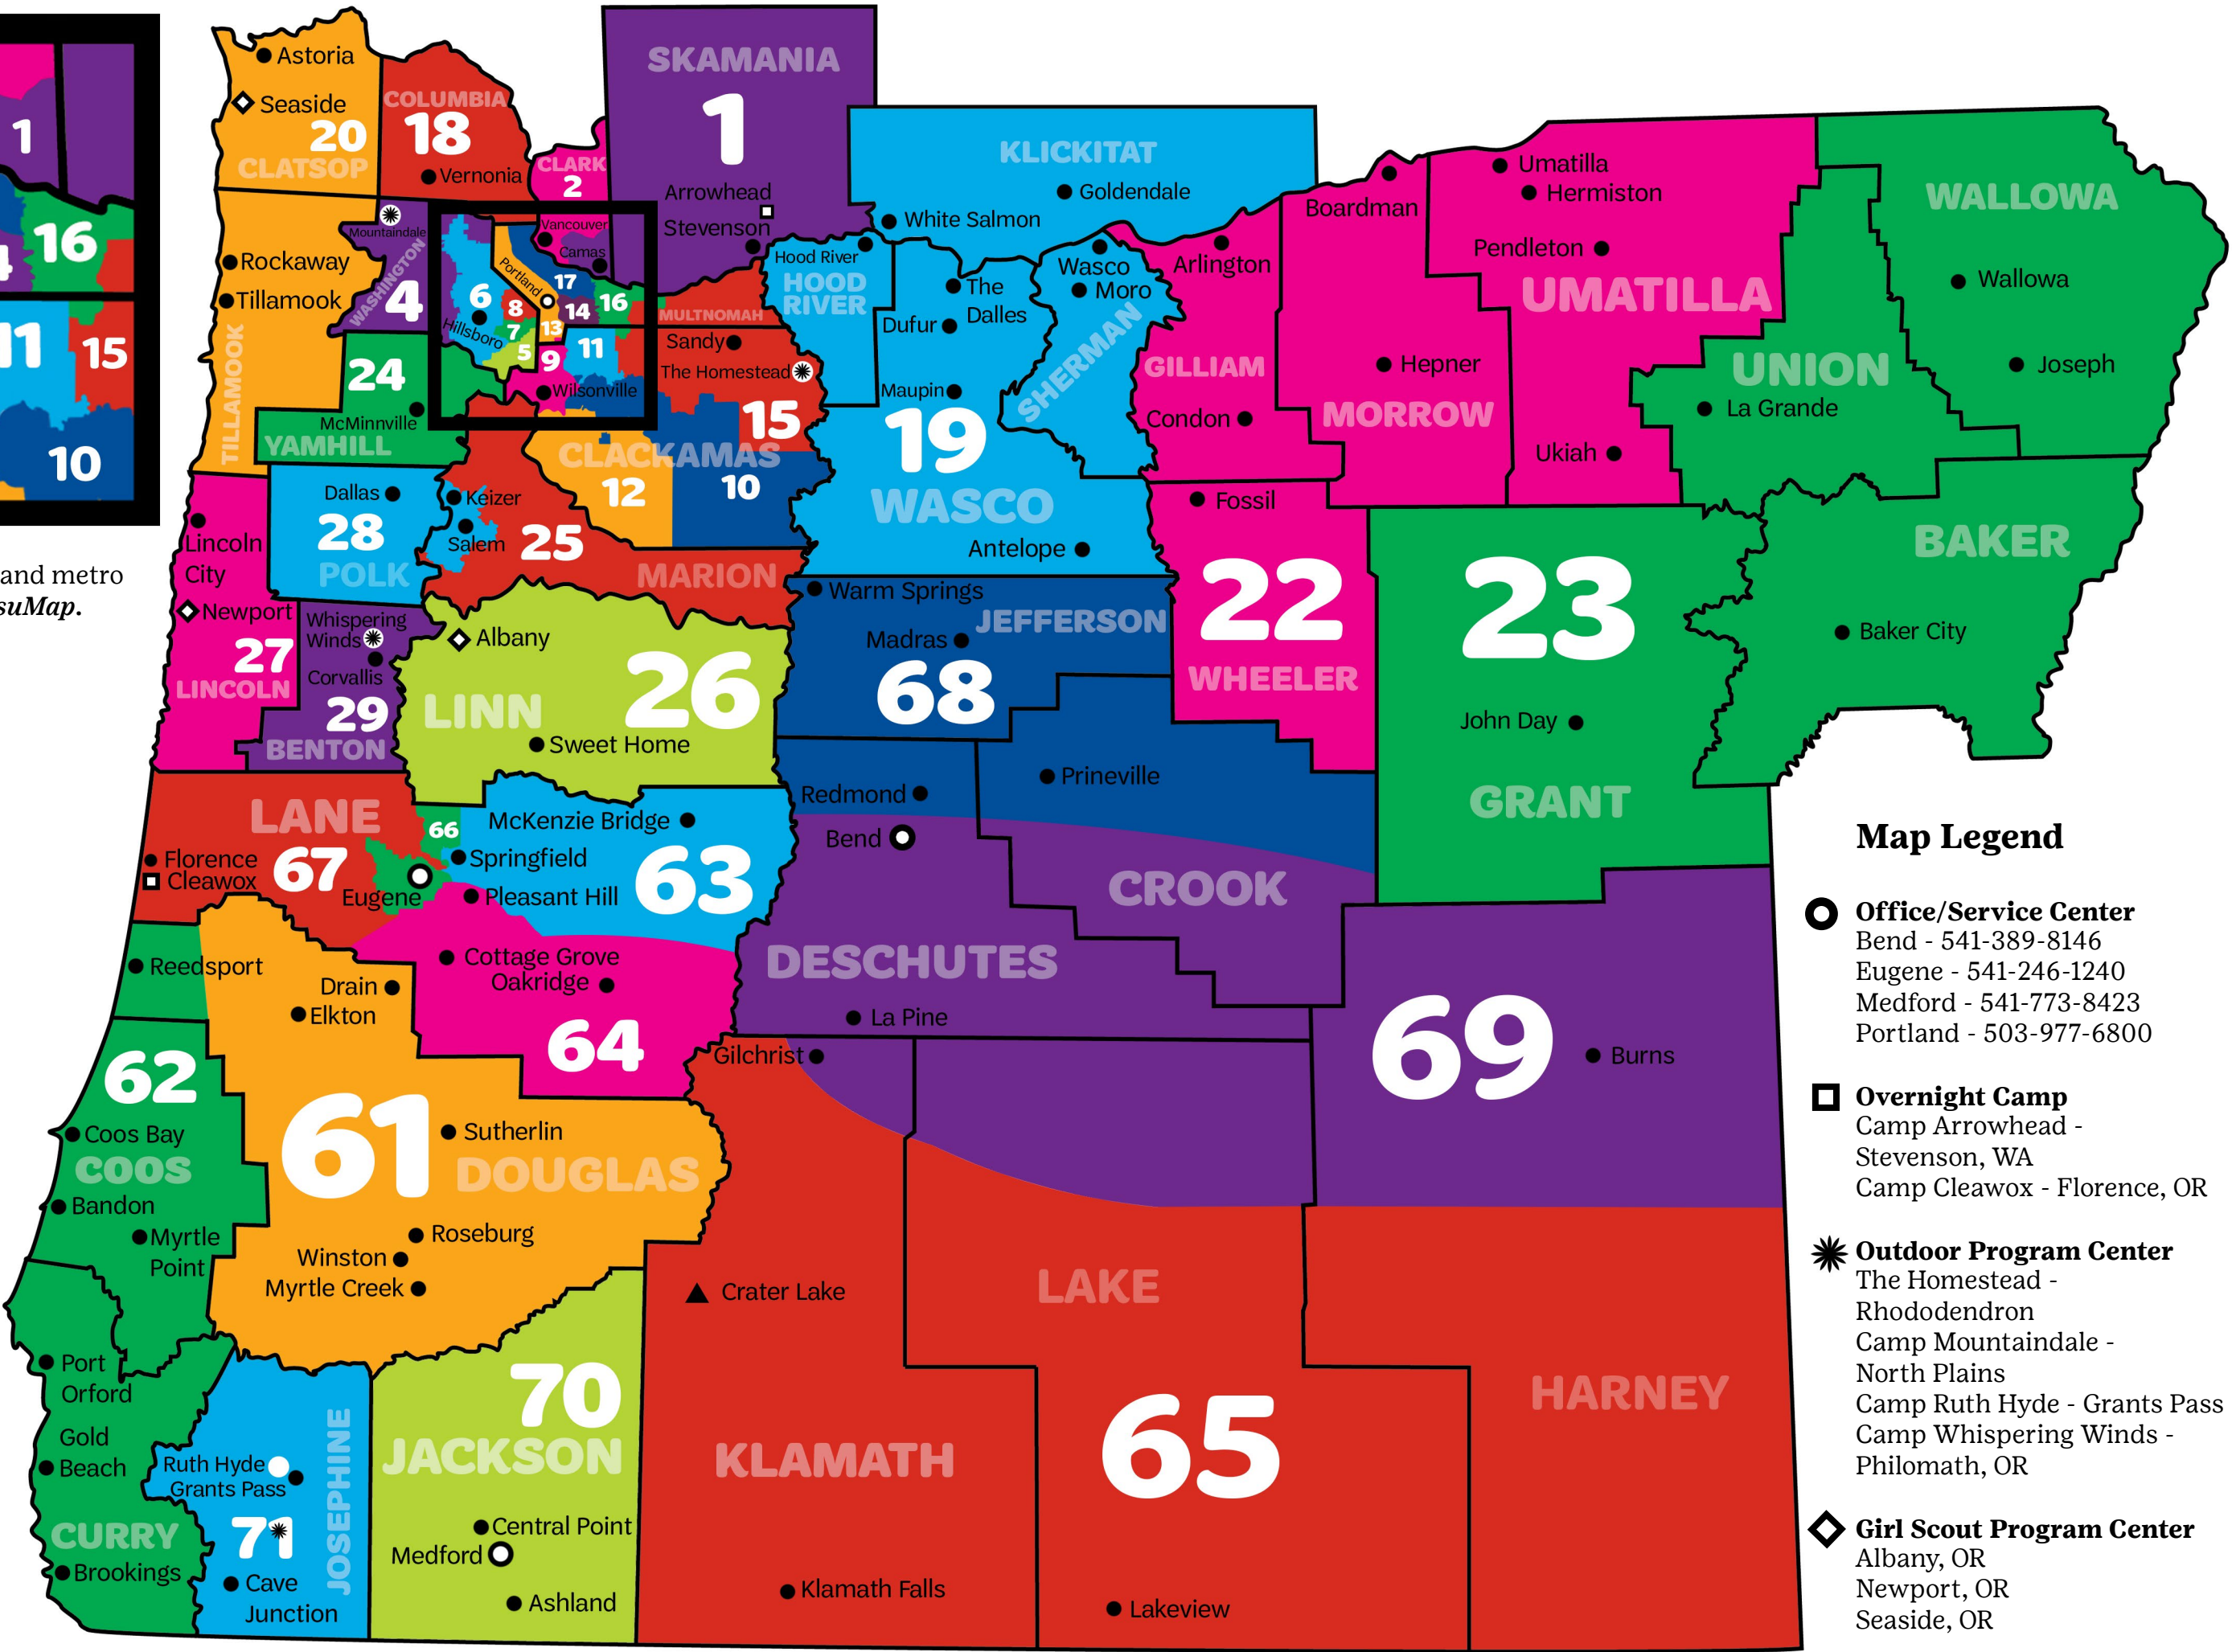 1
16
11
15
10
and metro
suMap.
Astoria
Seaside
20
CLATSOP
COLUMBIA
18
Vernonia
CLARK
2
SKAMANIA
1
Arrowhead
Stevenson
KLICKITAT
Goldendale
White Salmon
Mountaindale
WASHINGTON
4
Rockaway
Tillamook
TILLAMOOK
Vancouver
Camas
Portland
17
6
8
14
16
Hillsboro
7
13
5
9
11
Wilsonville
MULTNOMAH
Sandy
The Homestead
15
Hood River
HOOD
RIVER
The
Dalles
Dufur
Maupin
19
WASCO
Antelope
Wasco
Moro
SHERMAN
Arlington
GILLIAM
Condon
Boardman
Hepner
MORROW
Umatilla
Hermiston
Pendleton
UMATILLA
Ukiah
WALLOWA
Wallowa
Joseph
UNION
La Grande
BAKER
Baker City
24
McMinnville
YAMHILL
CLACKAMAS
12
10
Dallas
28
POLK
Keizer
Salem
25
MARION
Lincoln
City
Newport
27
LINCOLN
Whispering
Winds
Corvallis
29
BENTON
Albany
LINN
26
Sweet Home
Warm Springs
JEFFERSON
Madras
68
Fossil
22
WHEELER
23
John Day
GRANT
Redmond
Prineville
Bend
CROOK
DESCHUTES
La Pine
LANE
67
Florence
Cleawox
66
Eugene
McKenzie Bridge
Springfield
63
Pleasant Hill
Cottage Grove
Oakridge
64
Reedsport
Drain
Elkton
62
Coos Bay
COOS
Bandon
Myrtle
Point
61
Sutherlin
DOUGLAS
Roseburg
Winston
Myrtle Creek
Gilchrist
69
Burns
Crater Lake
LAKE
HARNEY
KLAMATH
65
Klamath Falls
Lakeview
Port
Orford
Gold
Beach
CURRY
Brookings
Ruth Hyde
Grants Pass
71
JOSEPHINE
Cave
Junction
70
JACKSON
Central Point
Medford
Ashland
Map Legend
Office/Service Center
Bend - 541-389-8146
Eugene - 541-246-1240
Medford - 541-773-8423
Portland - 503-977-6800
Overnight Camp
Camp Arrowhead -
Stevenson, WA
Camp Cleawox - Florence, OR
Outdoor Program Center
The Homestead -
Rhododendron
Camp Mountaindale -
North Plains
Camp Ruth Hyde - Grants Pass
Camp Whispering Winds -
Philomath, OR
Girl Scout Program Center
Albany, OR
Newport, OR
Seaside, OR